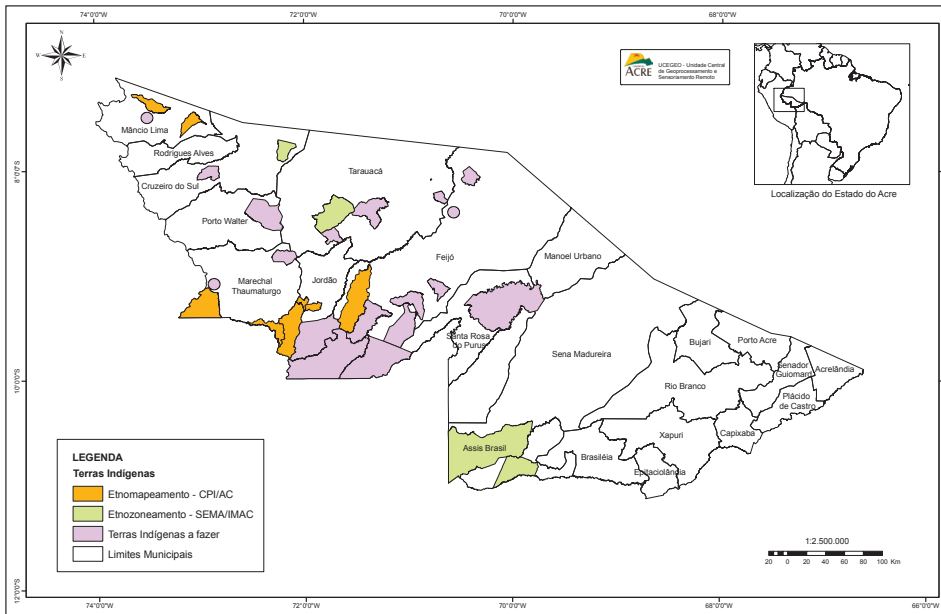 74°0'0"W
72°0'0"W
70°0'0"W
68°0'0"W
N
W
E
S
ACRE
UCEGEO - Unidade Central
de Geoprocessamento e
Sensoriamento Remoto
Localização do Estado do Acre
8°0'0"S
10°0'0"S
12°0'0"S
Mâncio Lima
Rodrigues Alves
Cruzeiro do Sul
Tarauacá
Porto Walter
Feijó
Manoel Urbano
Marechal
Thaumaturgo
Jordão
Santa Rosa
do Purus
Sena Madureira
Bujari
Porto Acre
Senador
Guiomard
Acrelândia
Rio Branco
Plácido
de Castro
Xapuri
Capixaba
Assis Brasil
Brasiléia
Epitaciolândia
LEGENDA
Terras Indígenas
Etnomapeamento - CPI/AC
Etnozoneamento - SEMA/IMAC
Terras Indígenas a fazer
Limites Municipais
1:2.500.000
20 0 20 40 60 80 100 Km
74°0'0"W
72°0'0"W
70°0'0"W
68°0'0"W
66°0'0"W